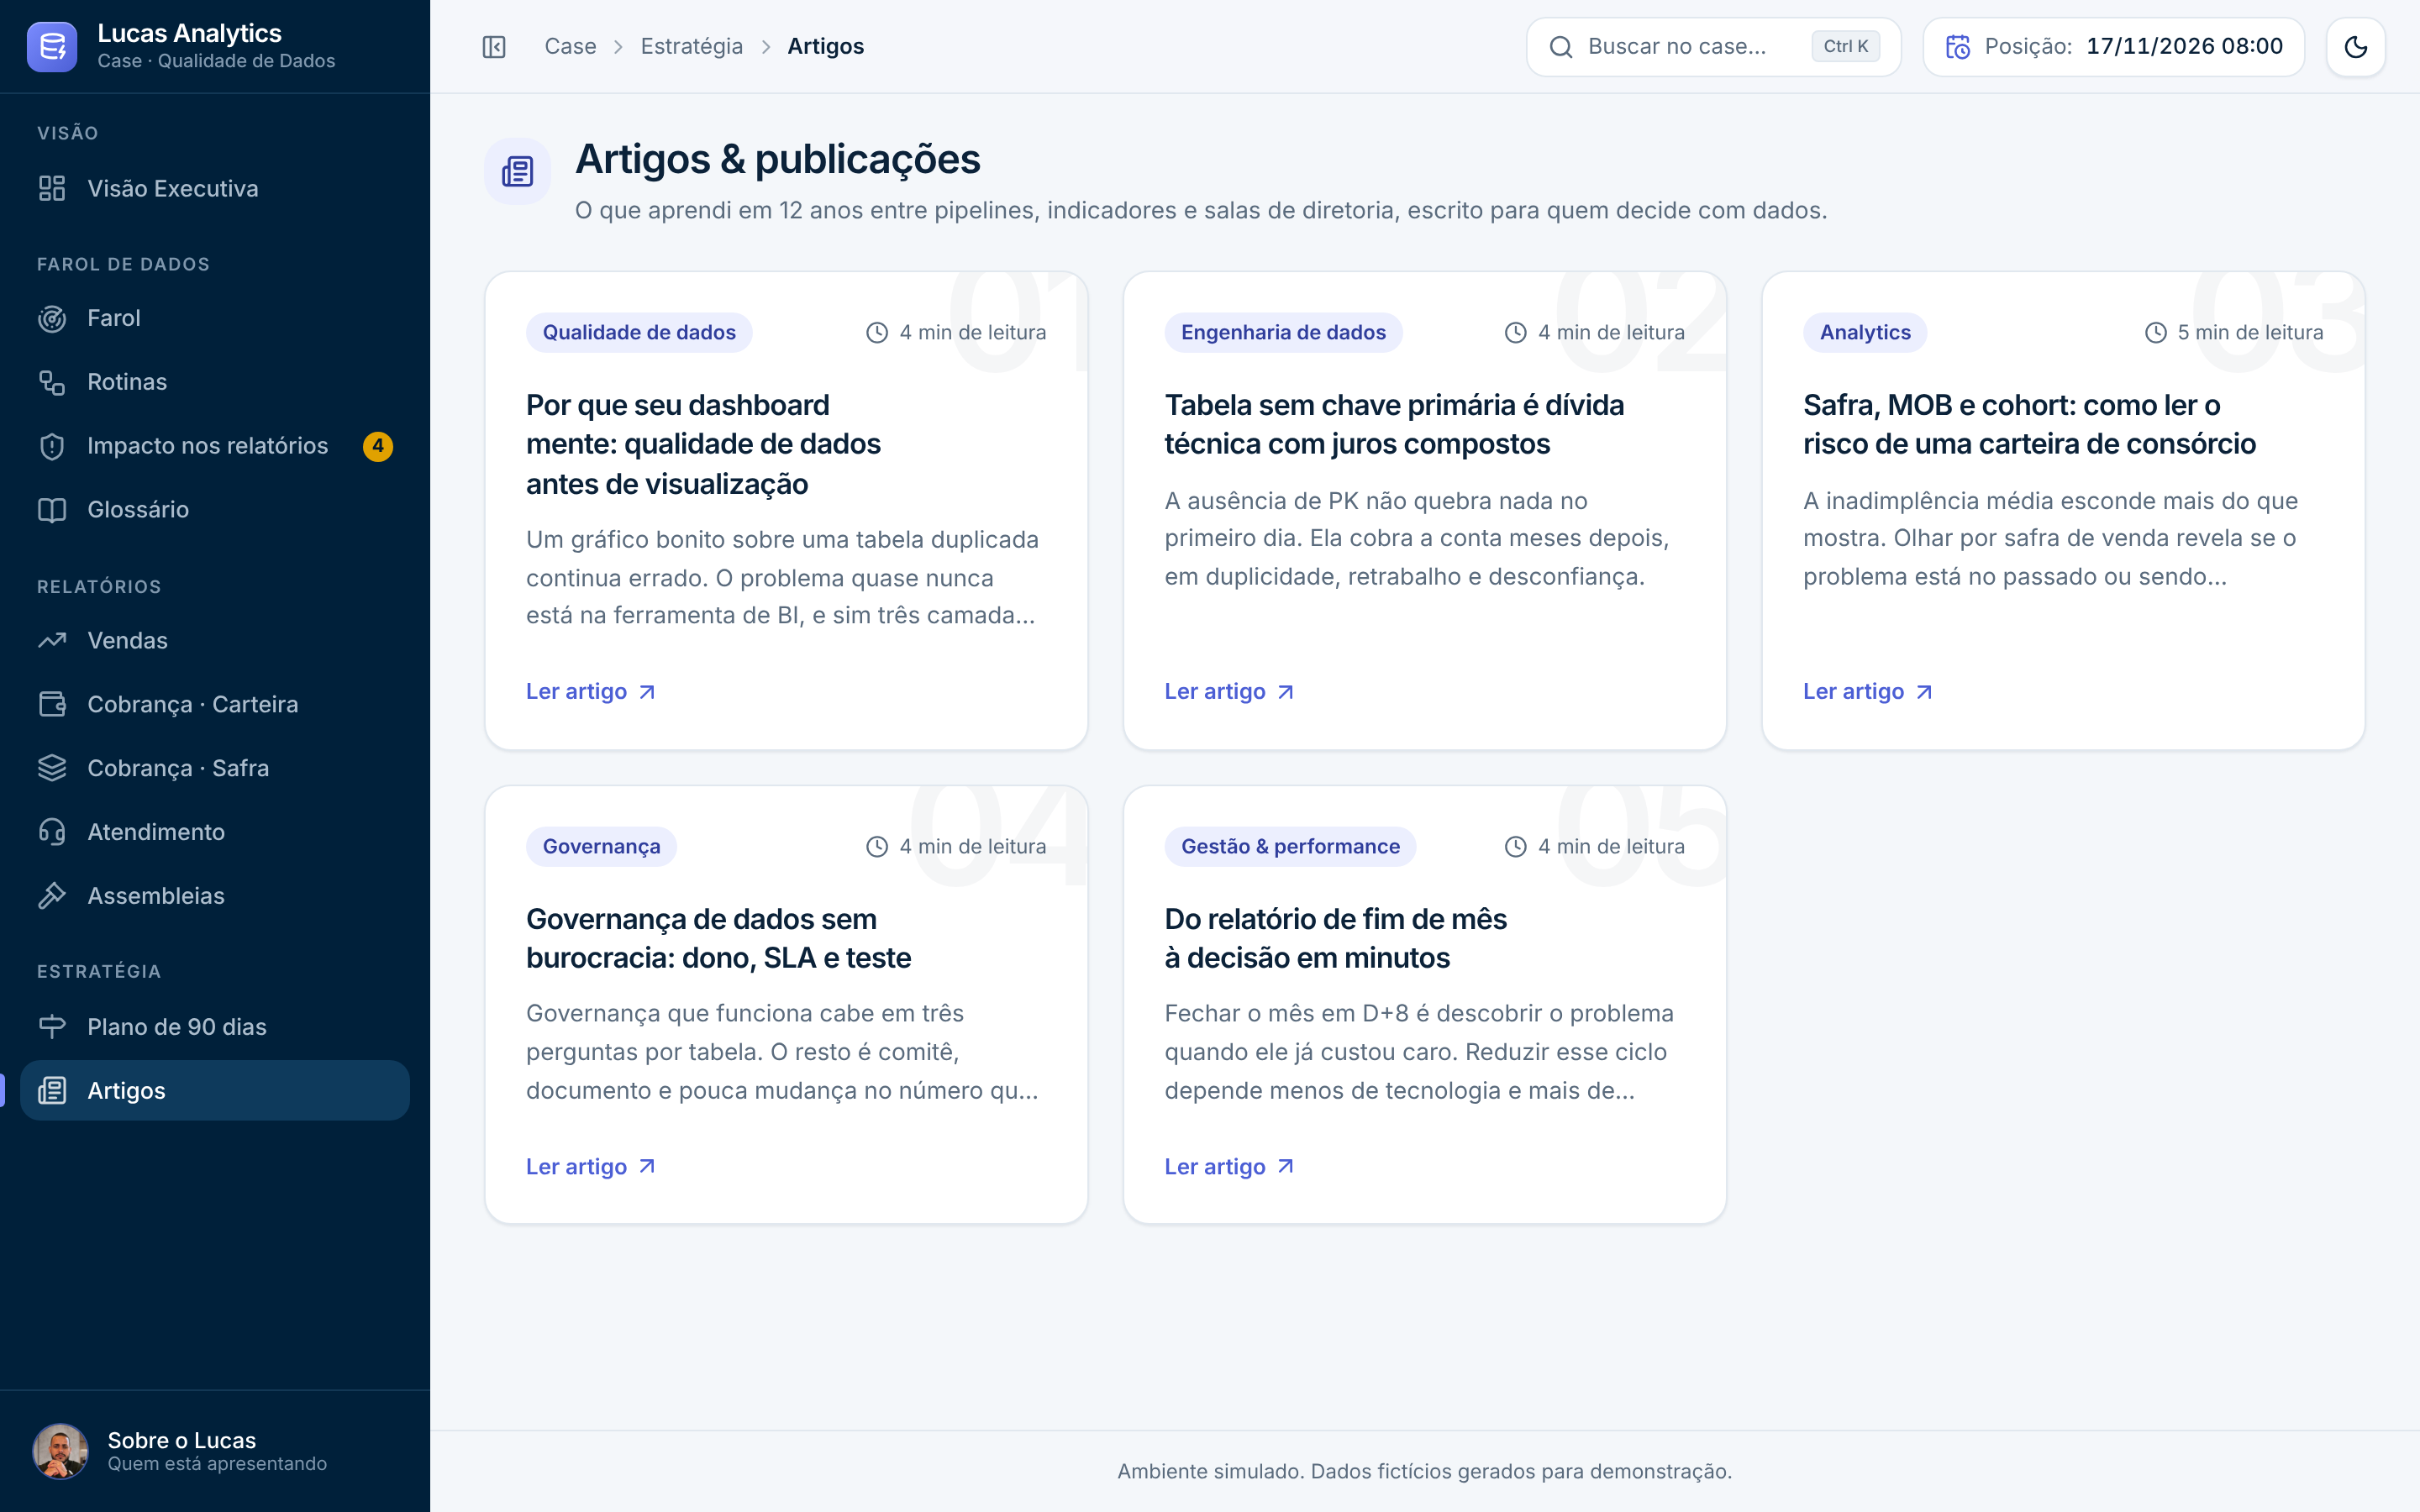 Lucas Analytics
Case · Qualidade de Dados
VISÃO
Visão Executiva
FAROL DE DADOS
Farol
Rotinas
Impacto nos relatórios
4
Glossário
RELATÓRIOS
Vendas
Cobrança · Carteira
Cobrança · Safra
Atendimento
Assembleias
ESTRATÉGIA
Plano de 90 dias
Artigos
Sobre o Lucas
Quem está apresentando
Case
Estratégia
Artigos
Buscar no case...
Ctrl K
Posição: 17/11/2026 08:00
Artigos & publicações
O que aprendi em 12 anos entre pipelines, indicadores e salas de diretoria, escrito para quem decide com dados.
01
Qualidade de dados
4 min de leitura
Por que seu dashboard
mente: qualidade de dados
antes de visualização
Um gráfico bonito sobre uma tabela duplicada
continua errado. O problema quase nunca
está na ferramenta de BI, e sim três camada...
Ler artigo
02
Engenharia de dados
4 min de leitura
Tabela sem chave primária é dívida
técnica com juros compostos
A ausência de PK não quebra nada no
primeiro dia. Ela cobra a conta meses depois,
em duplicidade, retrabalho e desconfiança.
Ler artigo
03
Analytics
5 min de leitura
Safra, MOB e cohort: como ler o
risco de uma carteira de consórcio
A inadimplência média esconde mais do que
mostra. Olhar por safra de venda revela se o
problema está no passado ou sendo...
Ler artigo
04
Governança
4 min de leitura
Governança de dados sem
burocracia: dono, SLA e teste
Governança que funciona cabe em três
perguntas por tabela. O resto é comitê,
documento e pouca mudança no número qu...
Ler artigo
05
Gestão & performance
4 min de leitura
Do relatório de fim de mês
à decisão em minutos
Fechar o mês em D+8 é descobrir o problema
quando ele já custou caro. Reduzir esse ciclo
depende menos de tecnologia e mais de...
Ler artigo
Ambiente simulado. Dados fictícios gerados para demonstração.